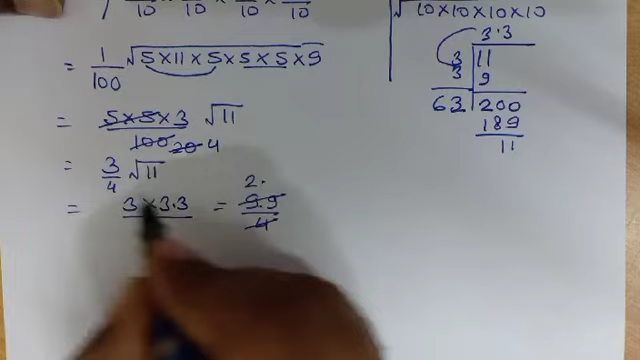 10 10 10 10
√10×10×10×10
= 1/100 √5×11×5×5×5×9
= 5×5×3/100 20 4 √11
= 3/4 √11
= 3×3.3 = 9.9/4
2.
3.3
3 11
3 9
63 200
189
11